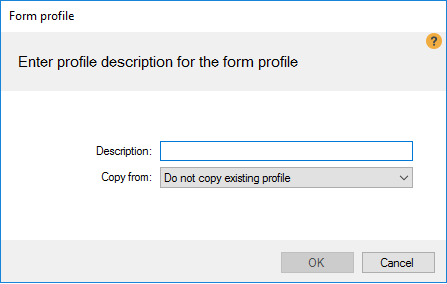 Form profile
?
Enter profile description for the form profile
Description:
Copy from: Do not copy existing profile
OK Cancel